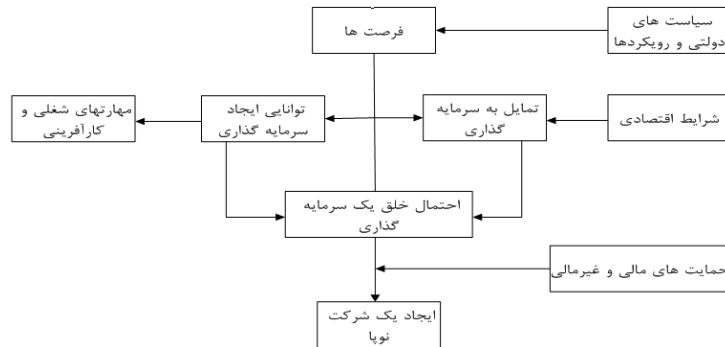 سیاست های
دولتی و رویکردها
فرصت ها
شرایط اقتصادی
تمایل به سرمایه
گذاری
توانایی ایجاد
سرمایه گذاری
مهارتهای شغلی و
کارآفرینی
احتمال خلق یک سرمایه
گذاری
حمایت های مالی و غیرمالی
ایجاد یک شرکت
نوپا